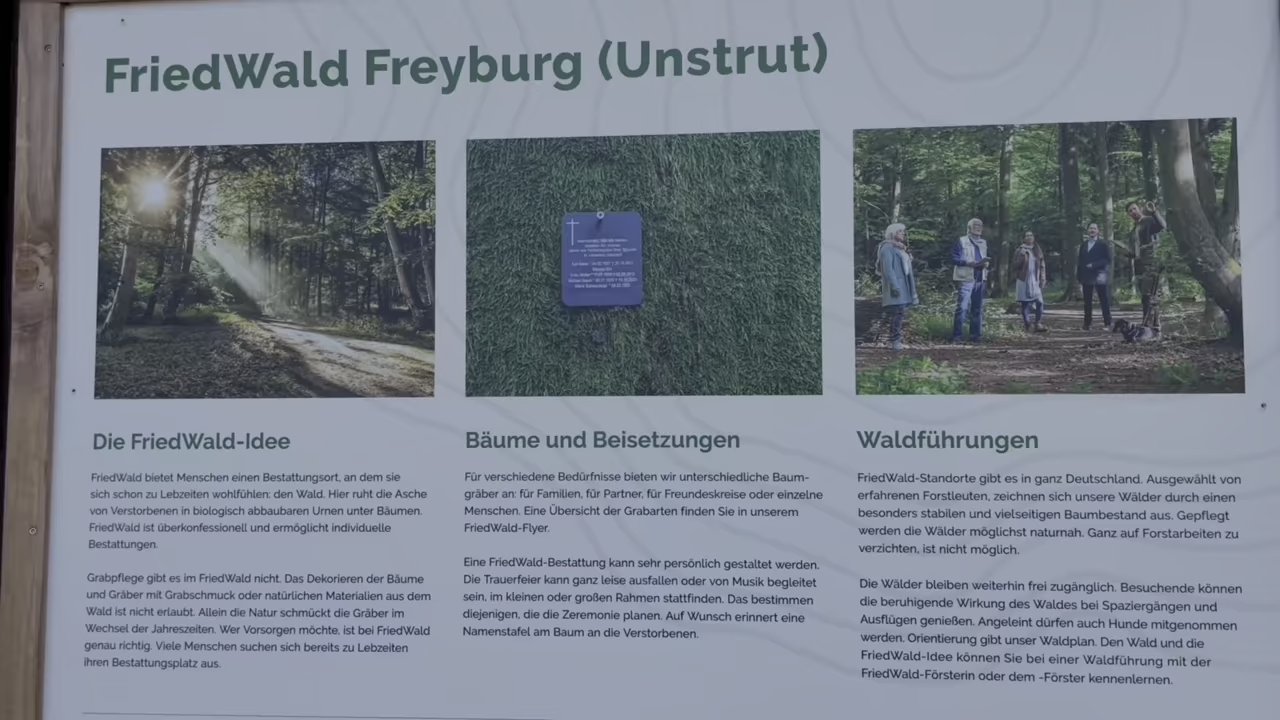 FriedWald Freyburg (Unstrut)
Die FriedWald-Idee
FriedWald bietet Menschen einen Bestattungsort, an dem sie
sich schon zu Lebzeiten wohlfühlen: den Wald. Hier ruht die Asche
von Verstorbenen in biologisch abbaubaren Urnen unter Bäumen.
FriedWald ist überkonfessionell und ermöglicht individuelle
Bestattungen.
Grabpflege gibt es im FriedWald nicht. Das Dekorieren der Bäume
und Gräber mit Grabschmuck oder natürlichen Materialien aus dem
Wald ist nicht erlaubt. Allein die Natur schmückt die Gräber im
Wechsel der Jahreszeiten. Wer Vorsorgen möchte, ist bei FriedWald
genau richtig. Viele Menschen suchen sich bereits zu Lebzeiten
ihren Bestattungsplatz aus.
Bäume und Beisetzungen
Für verschiedene Bedürfnisse bieten wir unterschiedliche Baum-
gräber an: für Familien, für Partner, für Freundeskreise oder einzelne
Menschen. Eine Übersicht der Grabarten finden Sie in unserem
FriedWald-Flyer.
Eine FriedWald-Bestattung kann sehr persönlich gestaltet werden.
Die Trauerfeier kann ganz leise ausfallen oder von Musik begleitet
sein, im kleinen oder großen Rahmen stattfinden. Das bestimmen
diejenigen, die die Zeremonie planen. Auf Wunsch erinnert eine
Namenstafel am Baum an die Verstorbenen.
Waldführungen
FriedWald-Standorte gibt es in ganz Deutschland. Ausgewählt von
erfahrenen Forstleuten, zeichnen sich unsere Wälder durch einen
besonders stabilen und vielseitigen Baumbestand aus. Gepflegt
werden die Wälder möglichst naturnah. Ganz auf Forstarbeiten zu
verzichten, ist nicht möglich.
Die Wälder bleiben weiterhin frei zugänglich. Besuchende können
die beruhigende Wirkung des Waldes bei Spaziergängen und
Ausflügen genießen. Angeleint dürfen auch Hunde mitgenommen
werden. Orientierung gibt unser Waldplan. Den Wald und die
FriedWald-Idee können Sie bei einer Waldführung mit der
FriedWald-Försterin oder dem -Förster kennenlernen.